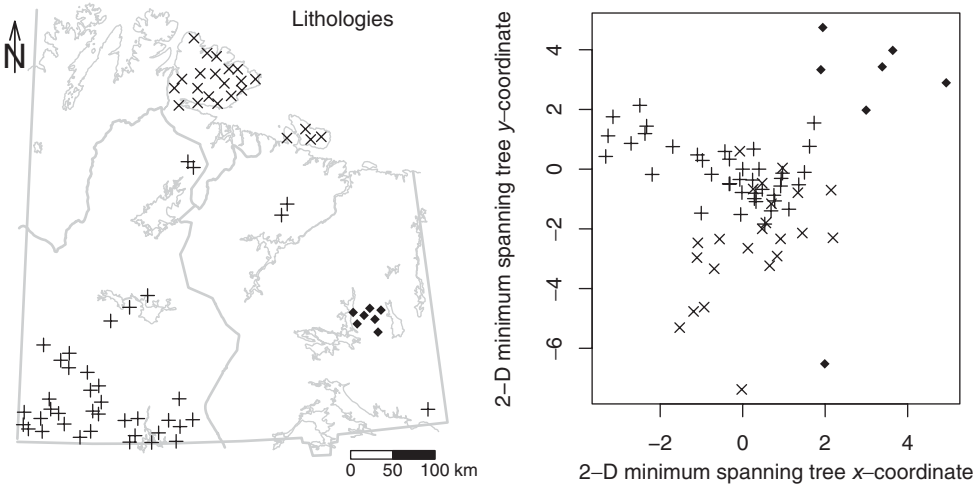 Lithologies
N
0 50 100 km
2–D minimum spanning tree y–coordinate
4
2
0
−2
−4
−6
−2 0 2 4
2–D minimum spanning tree x–coordinate